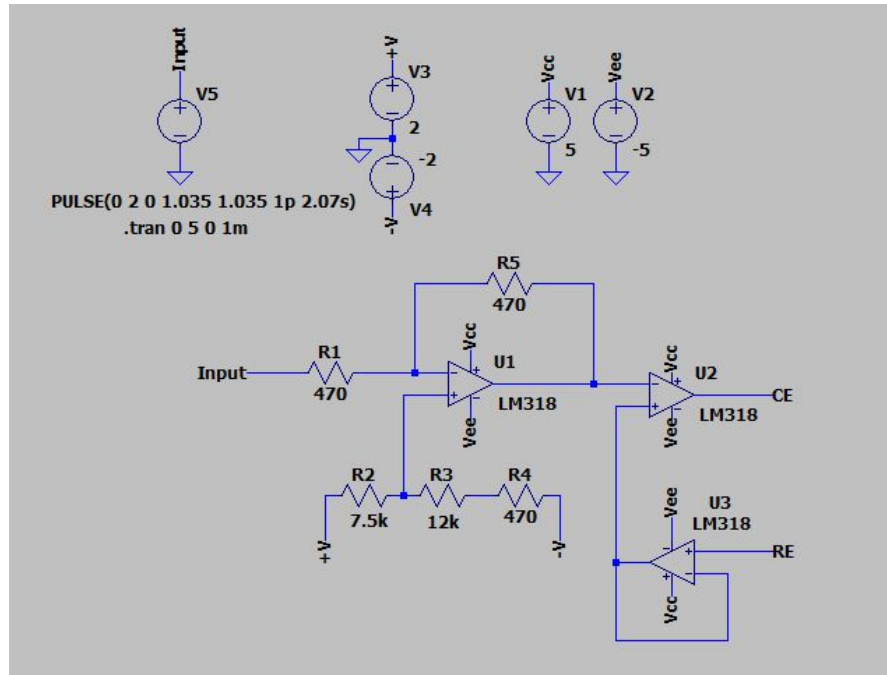 Input
V5
PULSE(0 2 0 1.035 1.035 1p 2.07s)
.tran 0 5 0 1m
+V
V3
2
-2
V4
-V
Vcc
V1
5
Vee
V2
-5
R5
470
Input
R1
470
Vcc
U1
LM318
Vee
Vcc
U2
LM318
Vee
CE
R2
7.5k
R3
12k
R4
470
+V
-V
Vee
U3
LM318
RE
Vcc